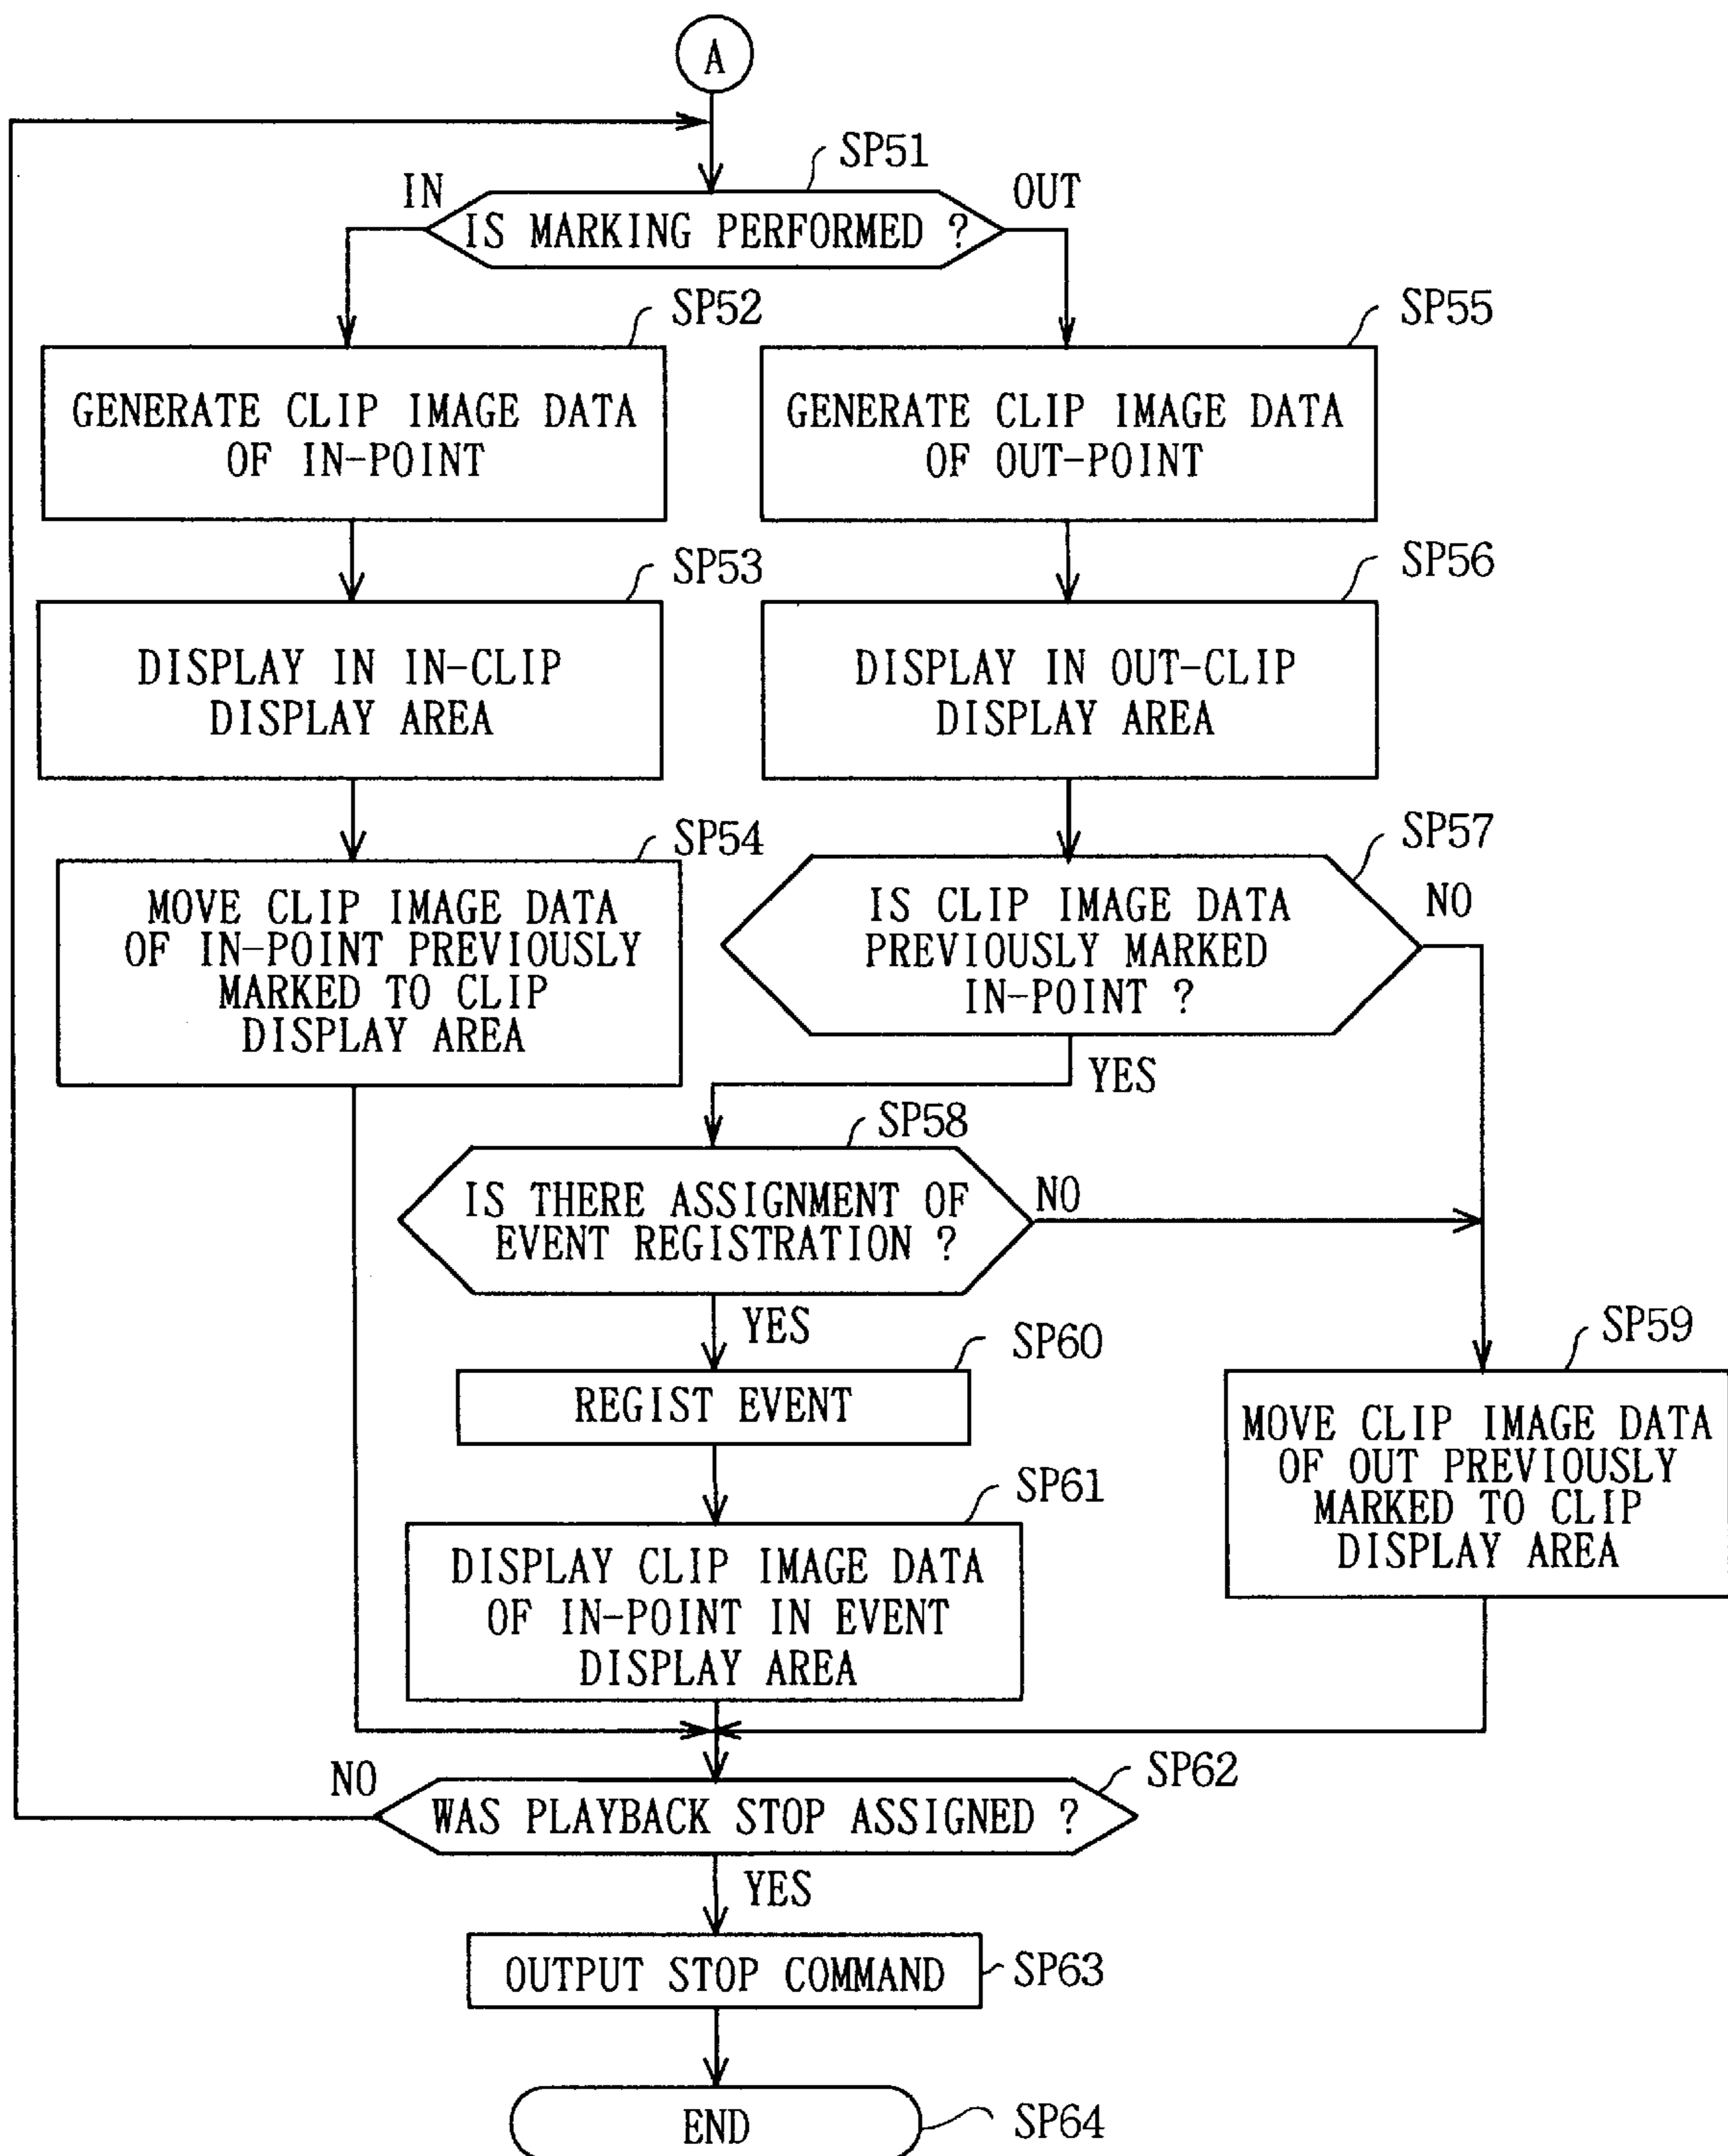 A
SP51
IN
OUT
IS MARKING PERFORMED ?
SP52
GENERATE CLIP IMAGE DATA
OF IN-POINT
SP55
GENERATE CLIP IMAGE DATA
OF OUT-POINT
SP53
DISPLAY IN IN-CLIP
DISPLAY AREA
SP56
DISPLAY IN OUT-CLIP
DISPLAY AREA
SP54
MOVE CLIP IMAGE DATA
OF IN-POINT PREVIOUSLY
MARKED TO CLIP
DISPLAY AREA
SP57
IS CLIP IMAGE DATA
PREVIOUSLY MARKED
IN-POINT ?
NO
YES
SP58
IS THERE ASSIGNMENT OF
EVENT REGISTRATION ?
NO
YES
SP60
REGIST EVENT
SP59
MOVE CLIP IMAGE DATA
OF OUT PREVIOUSLY
MARKED TO CLIP
DISPLAY AREA
SP61
DISPLAY CLIP IMAGE DATA
OF IN-POINT IN EVENT
DISPLAY AREA
SP62
NO
WAS PLAYBACK STOP ASSIGNED ?
YES
OUTPUT STOP COMMAND
SP63
END
SP64